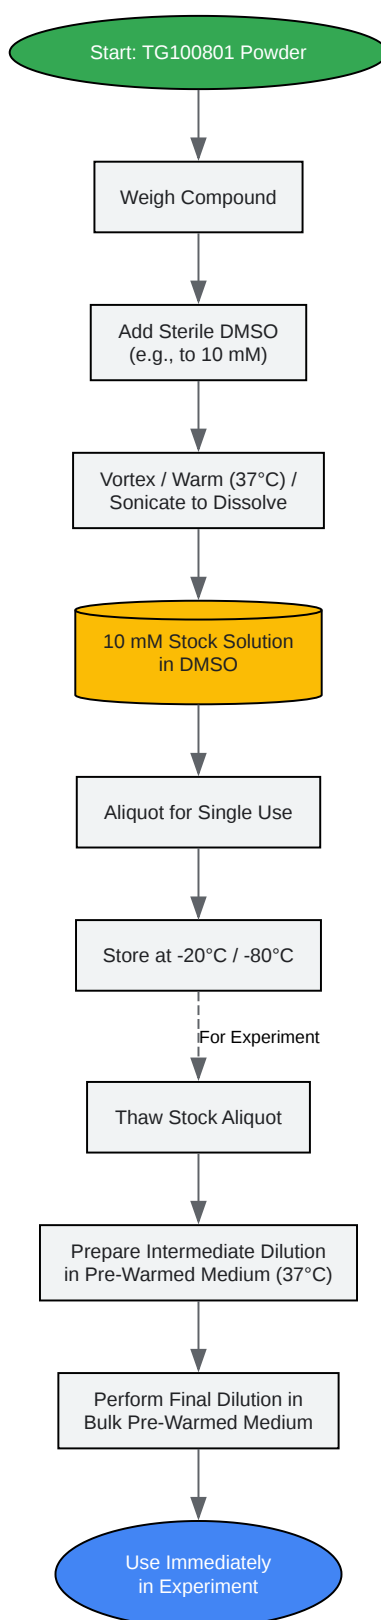 Start: TG100801 Powder
Weigh Compound
Add Sterile DMSO
(e.g., to 10 mM)
Vortex / Warm (37°C) /
Sonicate to Dissolve
10 mM Stock Solution
in DMSO
Aliquot for Single Use
Store at -20°C / -80°C
For Experiment
Thaw Stock Aliquot
Prepare Intermediate Dilution
in Pre-Warmed Medium (37°C)
Perform Final Dilution in
Bulk Pre-Warmed Medium
Use Immediately
in Experiment